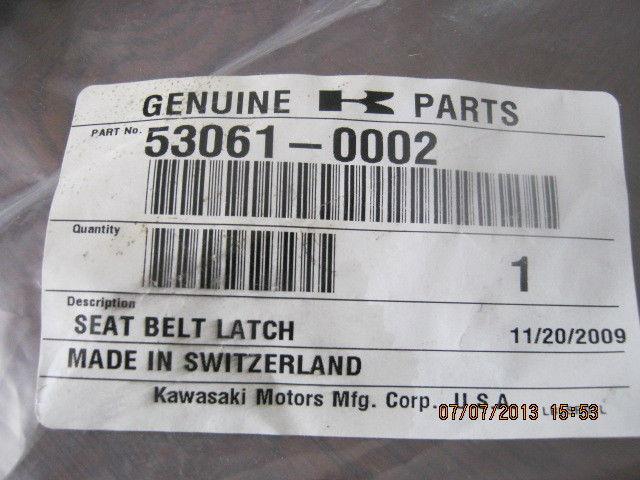 GENUINE K PARTS
PART No. 53061-0002
Quantity
1
Description
SEAT BELT LATCH 11/20/2009
MADE IN SWITZERLAND
Kawasaki Motors Mfg. Corp. U.S.A.
07/07/2013 15:53